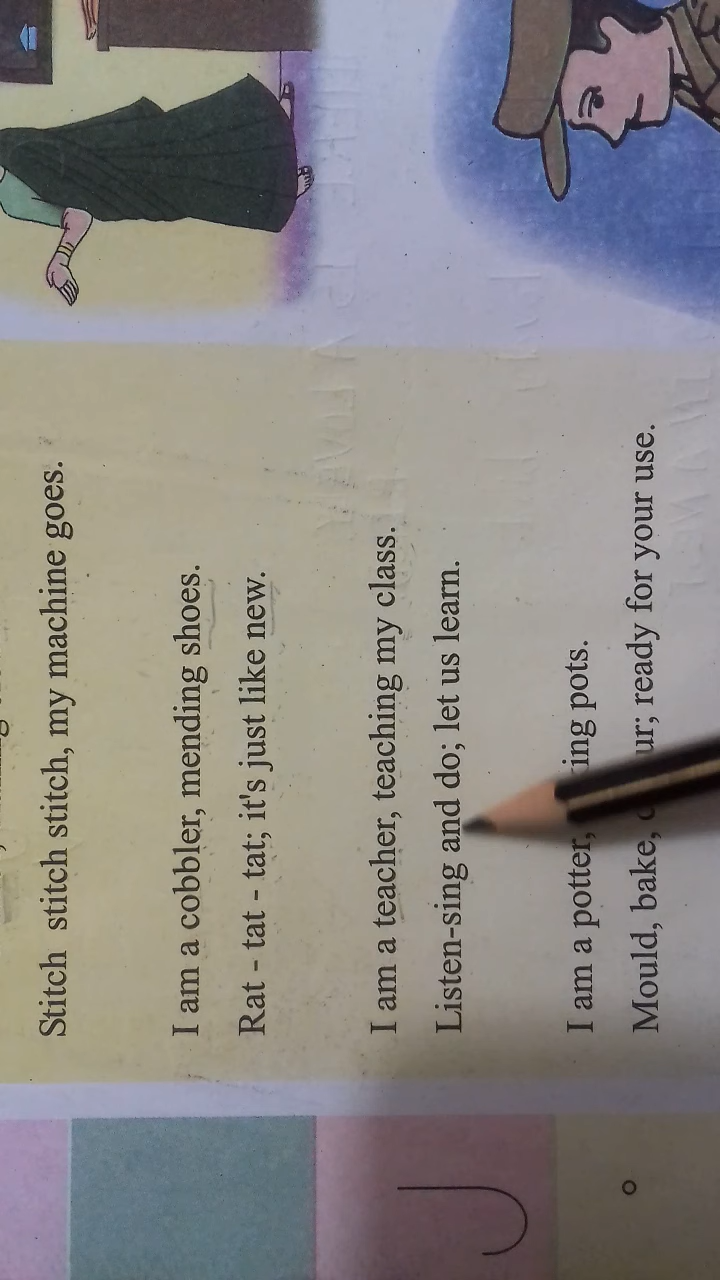 Stitch stitch stitch, my machine goes.
I am a cobbler, mending shoes.
Rat - tat - tat; it's just like new.
I am a teacher, teaching my class.
Listen-sing and do; let us learn.
I am a potter, ing pots.
Mould, bake, ur; ready for your use.